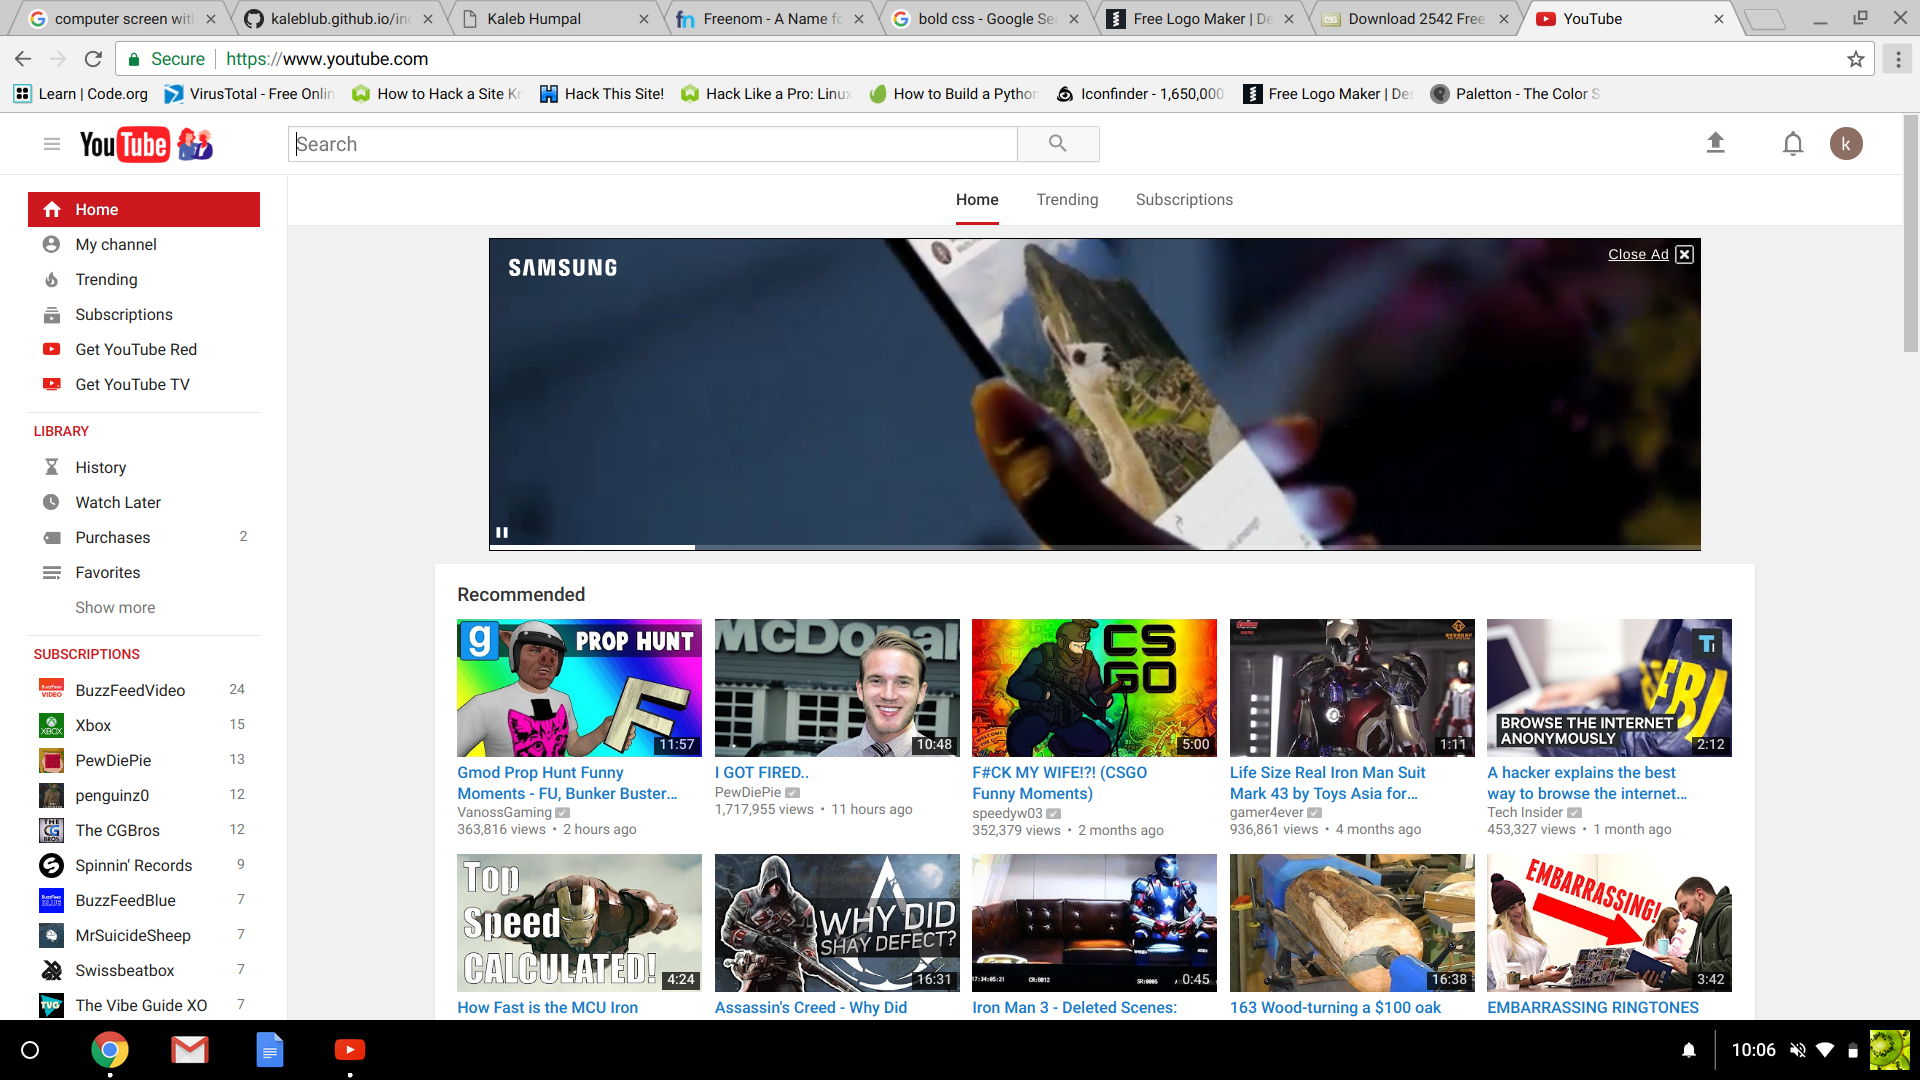 computer screen wit
kaleblub.github.io/in
Kaleb Humpal
Freenom - A Name fo
bold css - Google Se
Free Logo Maker | De
Download 2542 Free
YouTube
Secure
https://www.youtube.com
Learn | Code.org
VirusTotal - Free Onlin
How to Hack a Site Kr
Hack This Site!
Hack Like a Pro: Linux
How to Build a Python
Iconfinder - 1,650,000
Free Logo Maker | Des
Paletton - The Color S
YouTube
Search
k
Home
Trending
Subscriptions
Home
My channel
Trending
Subscriptions
Get YouTube Red
Get YouTube TV
LIBRARY
History
Watch Later
Purchases 2
Favorites
Show more
SUBSCRIPTIONS
BuzzFeedVideo 24
Xbox 15
PewDiePie 13
penguinz0 12
The CGBros 12
Spinnin' Records 9
BuzzFeedBlue 7
MrSuicideSheep 7
Swissbeatbox 7
The Vibe Guide XO 7
SAMSUNG
Close Ad
Recommended
g PROP HUNT
F
11:57
Gmod Prop Hunt Funny
Moments - FU, Bunker Buster...
VanossGaming
363,816 views • 2 hours ago
McDonal
10:48
I GOT FIRED..
PewDiePie
1,717,955 views • 11 hours ago
CS
GO
5:00
F#CK MY WIFE!?! (CSGO
Funny Moments)
speedyw03
352,379 views • 2 months ago
1:11
Life Size Real Iron Man Suit
Mark 43 by Toys Asia for...
gamer4ever
936,861 views • 4 months ago
TI
FBI
BROWSE THE INTERNET
ANONYMOUSLY
2:12
A hacker explains the best
way to browse the internet...
Tech Insider
453,327 views • 1 month ago
Top
Speed
CALCULATED!
4:24
How Fast is the MCU Iron
WHY DID
SHAY DEFECT?
16:31
Assassin's Creed - Why Did
0:45
Iron Man 3 - Deleted Scenes:
16:38
163 Wood-turning a $100 oak
EMBARRASSING!
3:42
EMBARRASSING RINGTONES
10:06